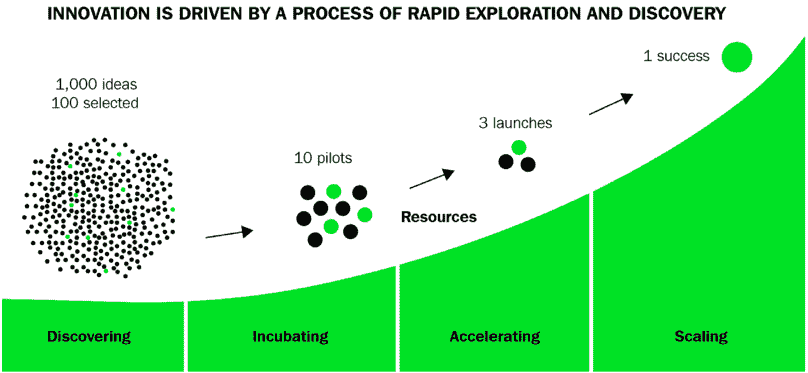 INNOVATION IS DRIVEN BY A PROCESS OF RAPID EXPLORATION AND DISCOVERY
1,000 ideas
100 selected
10 pilots
3 launches
1 success
Resources
Discovering
Incubating
Accelerating
Scaling